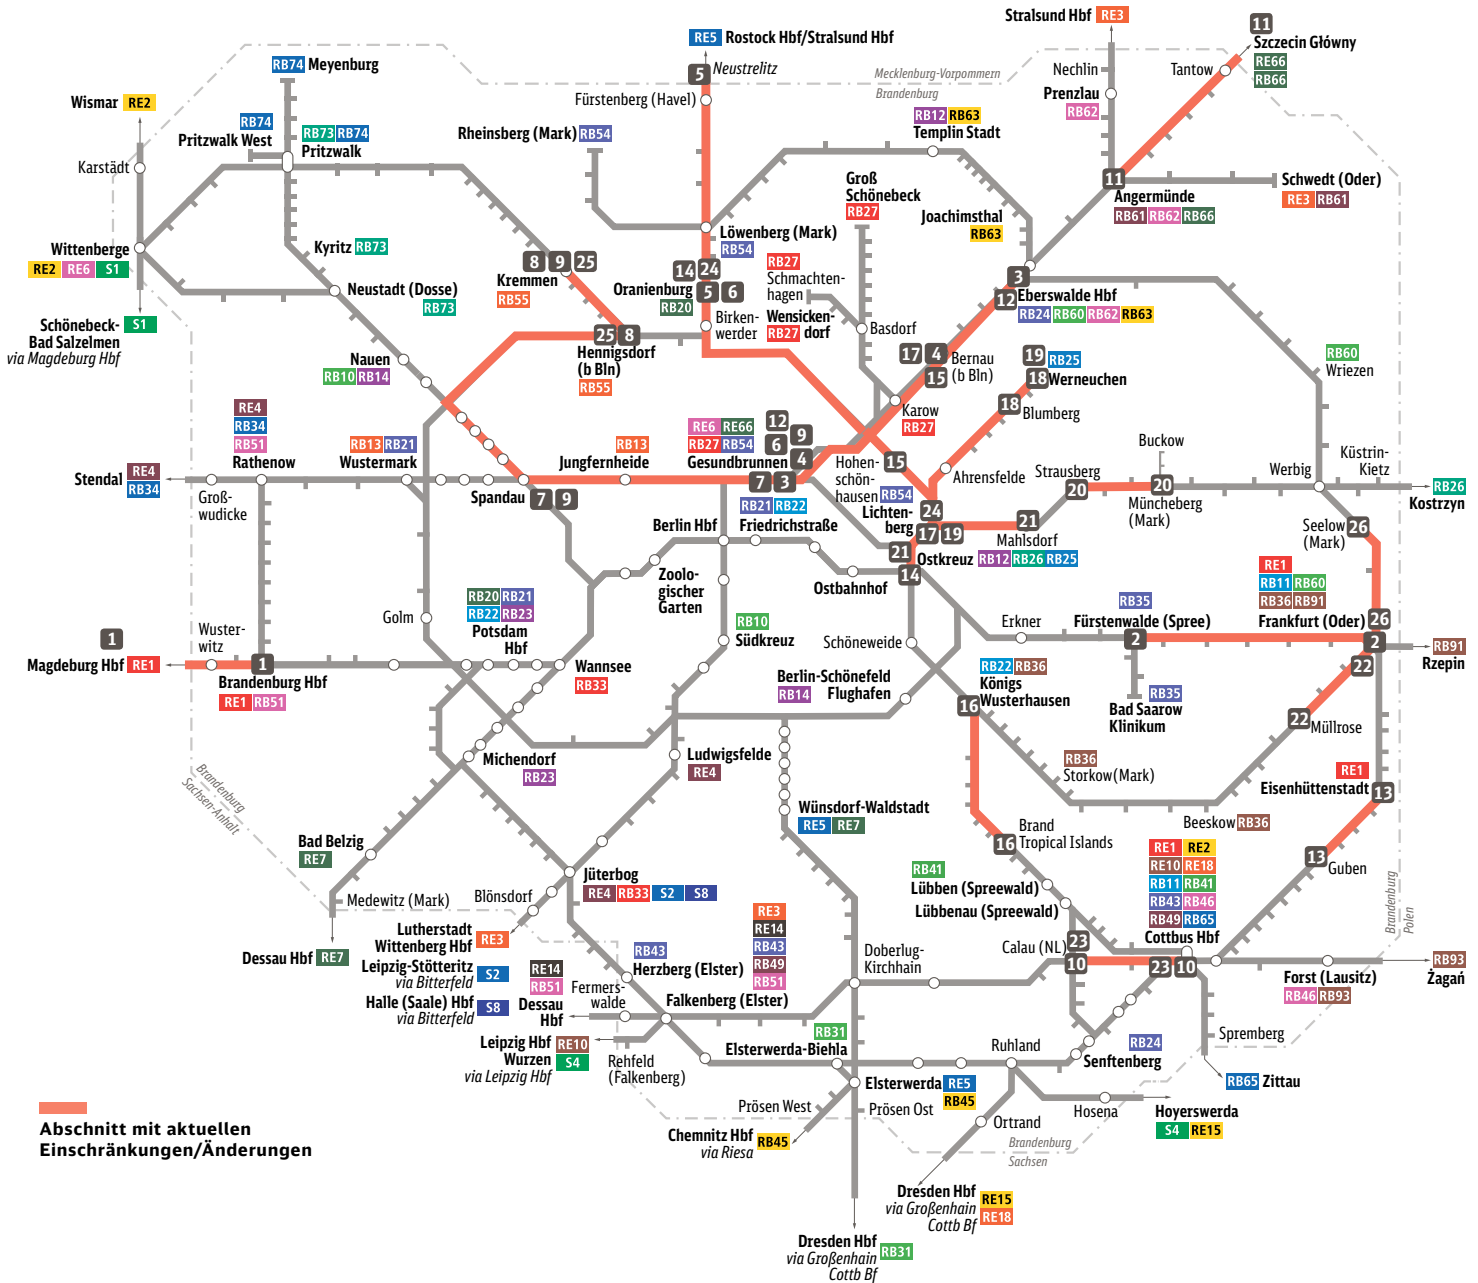 Stralsund Hbf RE3
11
Szczecin Główny
RE66
RB66
RE5 Rostock Hbf/Stralsund Hbf
5 Neustrelitz
Mecklenburg-Vorpommern
Brandenburg
Nechlin
Tantow
Prenzlau
RB62
RB74 Meyenburg
Fürstenberg (Havel)
Wismar RE2
RB74
Pritzwalk West
RB73 RB74
Pritzwalk
Rheinsberg (Mark) RB54
RB12 RB63
Templin Stadt
Karstädt
Groß
Schönebeck
RB27
11
Angermünde
RB61 RB62 RB66
Schwedt (Oder)
RE3 RB61
Joachimsthal
RB63
Wittenberge
RE2 RE6 S1
Kyritz RB73
Löwenberg (Mark)
RB54
8 9 25
Kremmen
RB55
14 24
Oranienburg 5 6
RB20
RB27
Schmachten-
hagen
Wensicken-
dorf
RB27
3
12 Eberswalde Hbf
RB24 RB60 RB62 RB63
Neustadt (Dosse)
RB73
Schönebeck-
Bad Salzelmen
via Magdeburg Hbf
S1
Birken-
werder
Basdorf
25 8
Hennigsdorf
(b Bln)
RB55
17 4
15
Bernau
(b Bln)
19
18
RB25
Werneuchen
RB60
Wriezen
Nauen
RB10 RB14
Karow
RB27
18 Blumberg
RE4
RB34
RB51
Rathenow
RB13 RB21
Wustermark
RB13
Jungfernheide
RE6 RE66
RB27 RB54
Gesundbrunnen
12
6 9
4
7 3
RB21 RB22
Friedrichstraße
Hohen-
schön-
hausen
15
RB54
Ahrensfelde
Strausberg
20
Buckow
20
Müncheberg
(Mark)
Werbig
Küstrin-
Kietz
RB26
Kostrzyn
Stendal RE4
RB34
Groß-
wudicke
Spandau
7 9
Berlin Hbf
Lichten-
berg
24
17 19
21
Mahlsdorf
21
14
Ostkreuz RB12 RB26 RB25
Seelow
(Mark)
26
Zoolo-
gischer
Garten
Ostbahnhof
RE1
RB11 RB60
RB36 RB91
Frankfurt (Oder)
26
2
22
RB91
Rzepin
Golm
RB20 RB21
RB22 RB23
Potsdam
Hbf
RB10
Südkreuz
Schöneweide
Erkner
RB35
Fürstenwalde (Spree)
2
1
Magdeburg Hbf RE1
Wuster-
witz
1
Brandenburg Hbf
RE1 RB51
Wannsee
RB33
Berlin-Schönefeld
Flughafen
RB14
RB22 RB36
Königs
Wusterhausen
16
RB35
Bad Saarow
Klinikum
22 Müllrose
Brandenburg
Sachsen-Anhalt
Michendorf
RB23
Ludwigsfelde
RE4
RB36
Storkow(Mark)
RE1
Eisenhüttenstadt
13
Wünsdorf-Waldstadt
RE5 RE7
Beeskow RB36
Brand
Tropical Islands
16
Bad Belzig
RE7
RE1 RE2
RE10 RE18
RB11 RB41
RB43 RB46
RB49 RB65
Cottbus Hbf
13
Guben
Medewitz (Mark)
Blönsdorf
Jüterbog
RE4 RB33 S2 S8
RB41
Lübben (Spreewald)
Lübbenau (Spreewald)
Brandenburg
Polen
Dessau Hbf RE7
Lutherstadt
Wittenberg Hbf RE3
Leipzig-Stötteritz
via Bitterfeld
S2
Halle (Saale) Hbf
via Bitterfeld
S8
RB43
Herzberg (Elster)
RE3
RE14
RB43
RB49
RB51
Falkenberg (Elster)
Doberlug-
Kirchhain
Calau (NL)
23
10
23 10
Forst (Lausitz)
RB46 RB93
RB93
Żagań
RE14
RB51
Dessau
Hbf
Fermers-
walde
Leipzig Hbf RE10
Wurzen S4
via Leipzig Hbf
Rehfeld
(Falkenberg)
RB31
Elsterwerda-Biehla
Ruhland
RB24
Senftenberg
Spremberg
RB65 Zittau
Elsterwerda RE5
RB45
Prösen West
Prösen Ost
Chemnitz Hbf
via Riesa
RB45
Ortrand
Hosena
Hoyerswerda
S4 RE15
Brandenburg
Sachsen
Dresden Hbf
via Großenhain
Cottb Bf
RE15
RE18
Dresden Hbf
via Großenhain
Cottb Bf
RB31
Abschnitt mit aktuellen
Einschränkungen/Änderungen